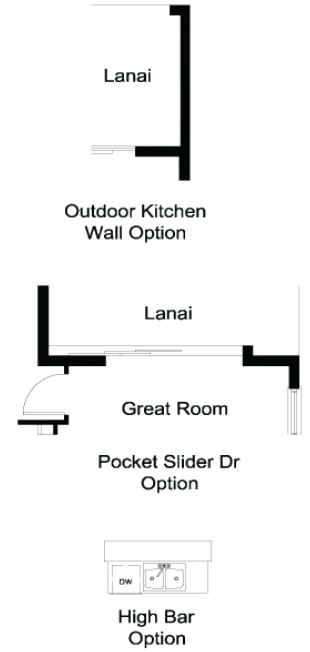 Lanai
Outdoor Kitchen
Wall Option
Lanai
Great Room
Pocket Slider Dr
Option
DW
High Bar
Option